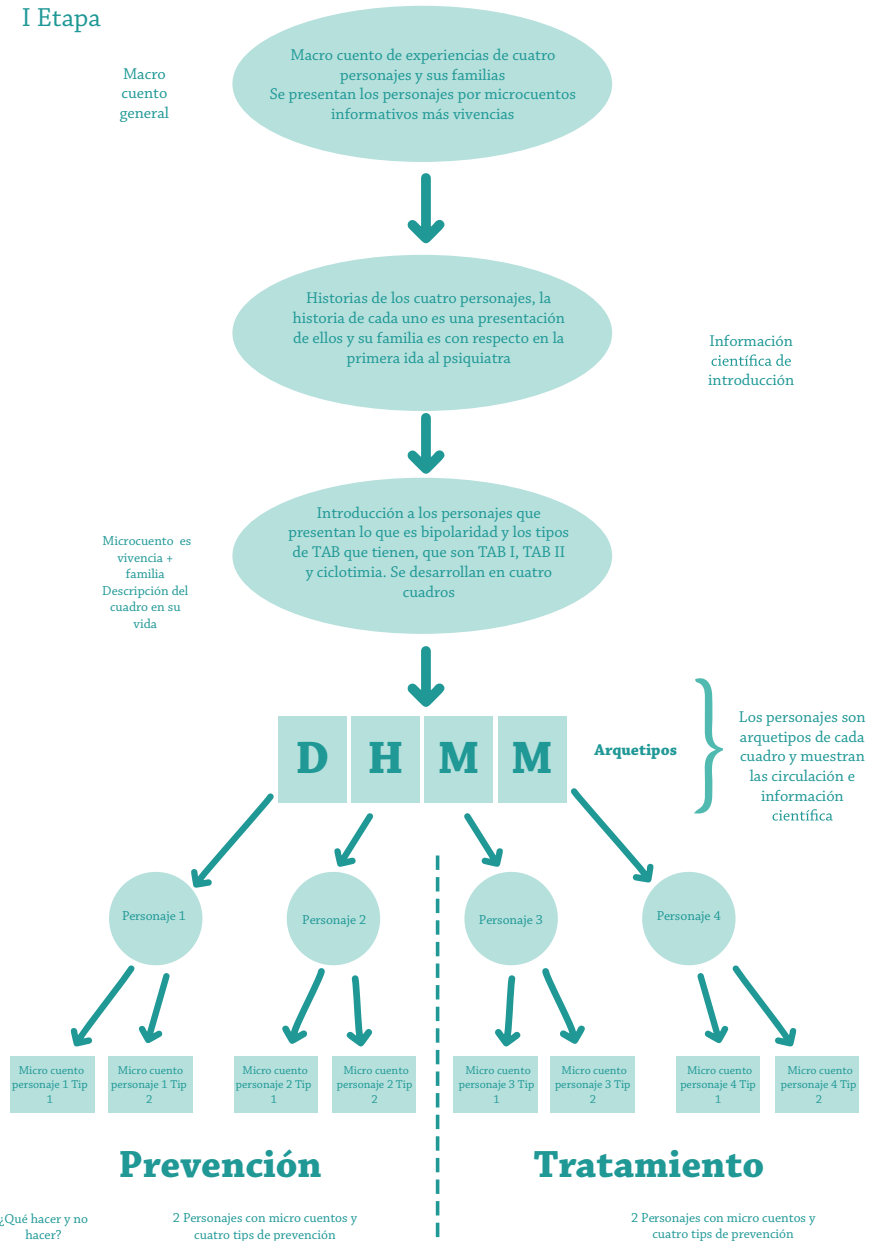 I Etapa
Macro
cuento
general
Macro cuento de experiencias de cuatro
personajes y sus familias
Se presentan los personajes por microcuentos
informativos más vivencias
Historias de los cuatro personajes, la
historia de cada uno es una presentación
de ellos y su familia es con respecto en la
primera ida al psiquiatra
Información
científica de
introducción
Introducción a los personajes que
presentan lo que es bipolaridad y los tipos
de TAB que tienen, que son TAB I, TAB II
y ciclotimia. Se desarrollan en cuatro
cuadros
Microcuento es
vivencia +
familia
Descripción del
cuadro en su
vida
D H M M
Arquetipos
Los personajes son
arquetipos de cada
cuadro y muestran
las circulación e
información
científica
Personaje 1
Personaje 2
Personaje 3
Personaje 4
Micro cuento
personaje 1 Tip
1
Micro cuento
personaje 1 Tip
2
Micro cuento
personaje 2 Tip
1
Micro cuento
personaje 2 Tip
2
Micro cuento
personaje 3 Tip
1
Micro cuento
personaje 3 Tip
2
Micro cuento
personaje 4 Tip
1
Micro cuento
personaje 4 Tip
2
Prevención
Tratamiento
¿Qué hacer y no
hacer?
2 Personajes con micro cuentos y
cuatro tips de prevención
2 Personajes con micro cuentos y
cuatro tips de prevención